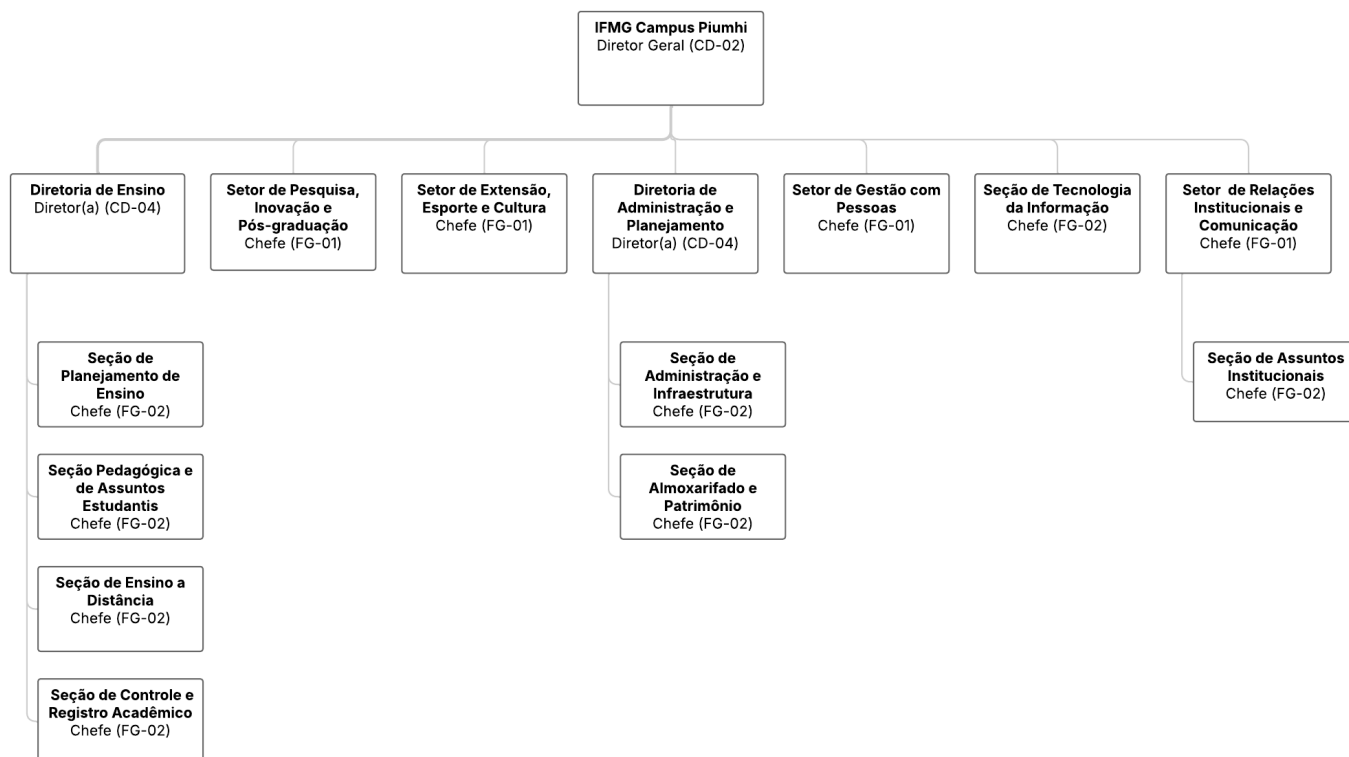 IFMG Campus Piumhi
Diretor Geral (CD-02)
Diretoria de Ensino
Diretor(a) (CD-04)
Setor de Pesquisa,
Inovação e
Pós-graduação
Chefe (FG-01)
Setor de Extensão,
Esporte e Cultura
Chefe (FG-01)
Diretoria de
Administração e
Planejamento
Diretor(a) (CD-04)
Setor de Gestão com
Pessoas
Chefe (FG-01)
Seção de Tecnologia
da Informação
Chefe (FG-02)
Setor de Relações
Institucionais e
Comunicação
Chefe (FG-01)
Seção de
Planejamento de
Ensino
Chefe (FG-02)
Seção Pedagógica e
de Assuntos
Estudantis
Chefe (FG-02)
Seção de Ensino a
Distância
Chefe (FG-02)
Seção de Controle e
Registro Acadêmico
Chefe (FG-02)
Seção de
Administração e
Infraestrutura
Chefe (FG-02)
Seção de
Almoxarifado e
Patrimônio
Chefe (FG-02)
Seção de Assuntos
Institucionais
Chefe (FG-02)